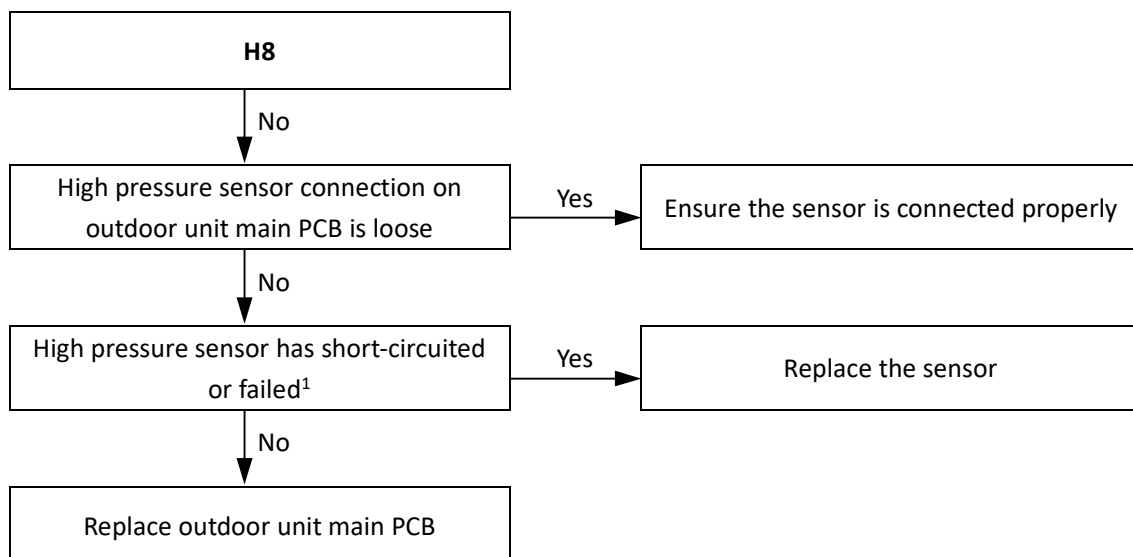 H8
No
High pressure sensor connection on
outdoor unit main PCB is loose
Yes
Ensure the sensor is connected properly
No
High pressure sensor has short-circuited
or failed1
Yes
Replace the sensor
No
Replace outdoor unit main PCB